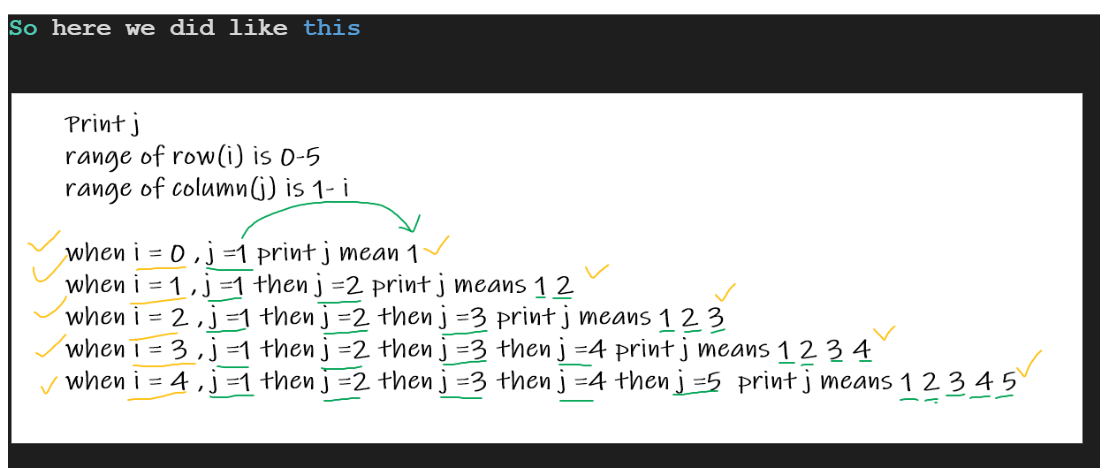 So here we did like this
Print j
range of row(i) is 0-5
range of column(j) is 1- i
when i = 0 , j =1 print j mean 1
when i = 1 , j =1 then j =2 print j means 1 2
when i = 2 , j =1 then j =2 then j =3 print j means 1 2 3
when i = 3 , j =1 then j =2 then j =3 then j =4 print j means 1 2 3 4
when i = 4 , j =1 then j =2 then j =3 then j =4 then j =5 print j means 1 2 3 4 5